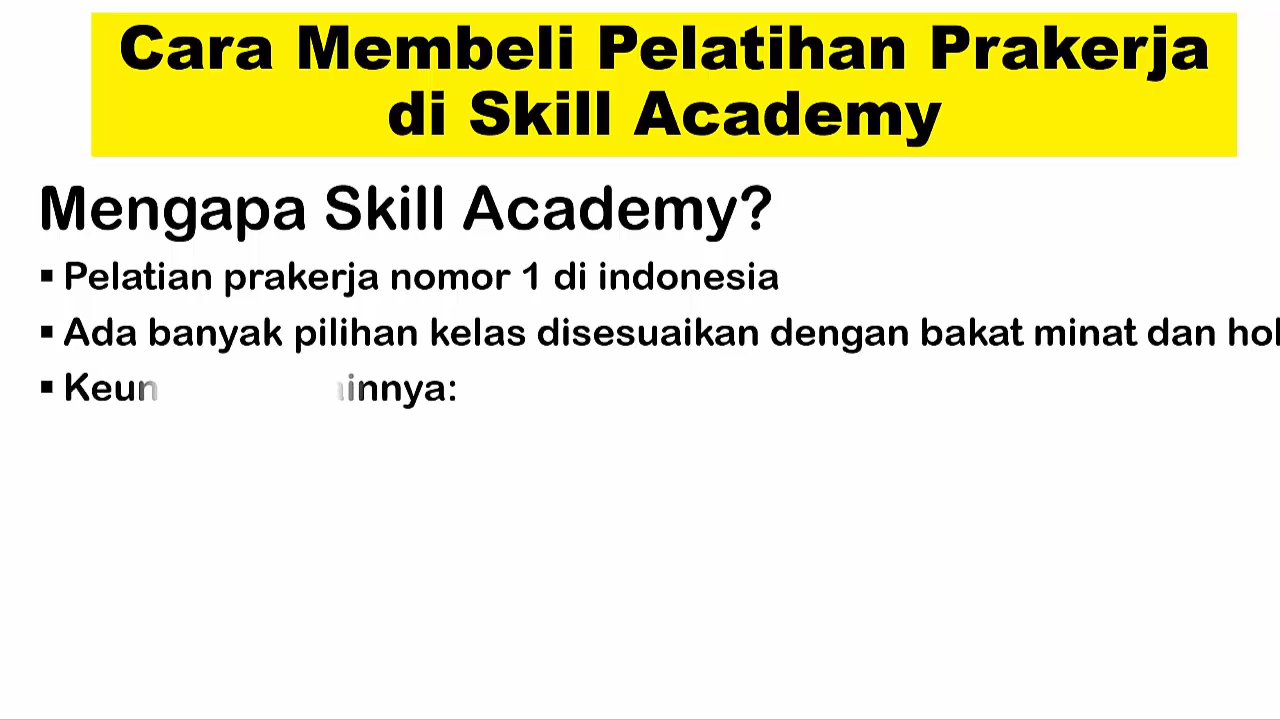 Cara Membeli Pelatihan Prakerja
di Skill Academy
Mengapa Skill Academy?
▪ Pelatian prakerja nomor 1 di indonesia
▪ Ada banyak pilihan kelas disesuaikan dengan bakat minat dan